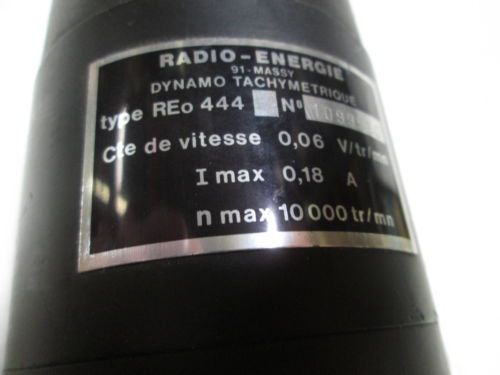 RADIO-ENERGIE
91-MASSY
DYNAMO TACHYMETRIQUE
type REo 444 Nº
Cte de vitesse 0,06 V/tr/mn
I max 0,18 A
n max 10 000 tr/mn